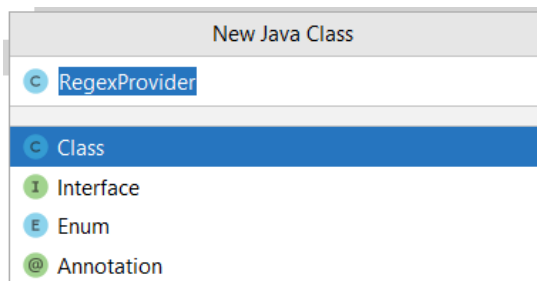 New Java Class
C RegexProvider
C Class
I Interface
E Enum
@ Annotation